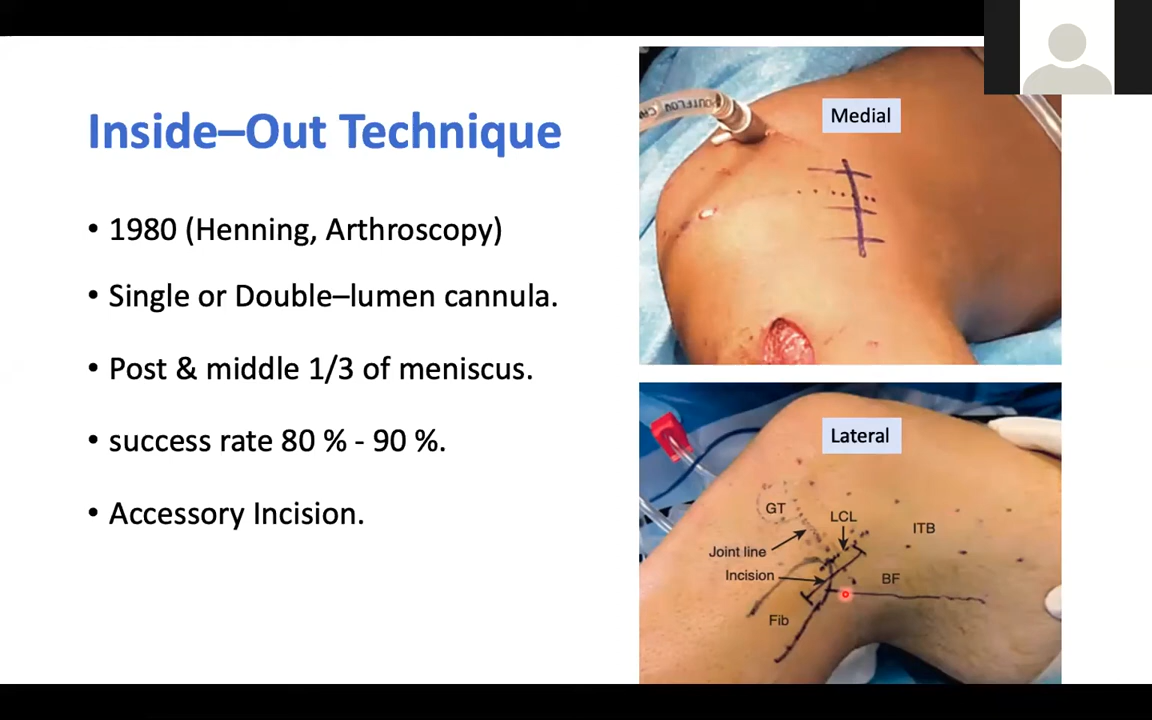 Inside–Out Technique
• 1980 (Henning, Arthroscopy)
• Single or Double–lumen cannula.
• Post & middle 1/3 of meniscus.
• success rate 80 % - 90 %.
• Accessory Incision.
Medial
OUTFLOW
Lateral
GT
LCL
ITB
Joint line
Incision
BF
Fib